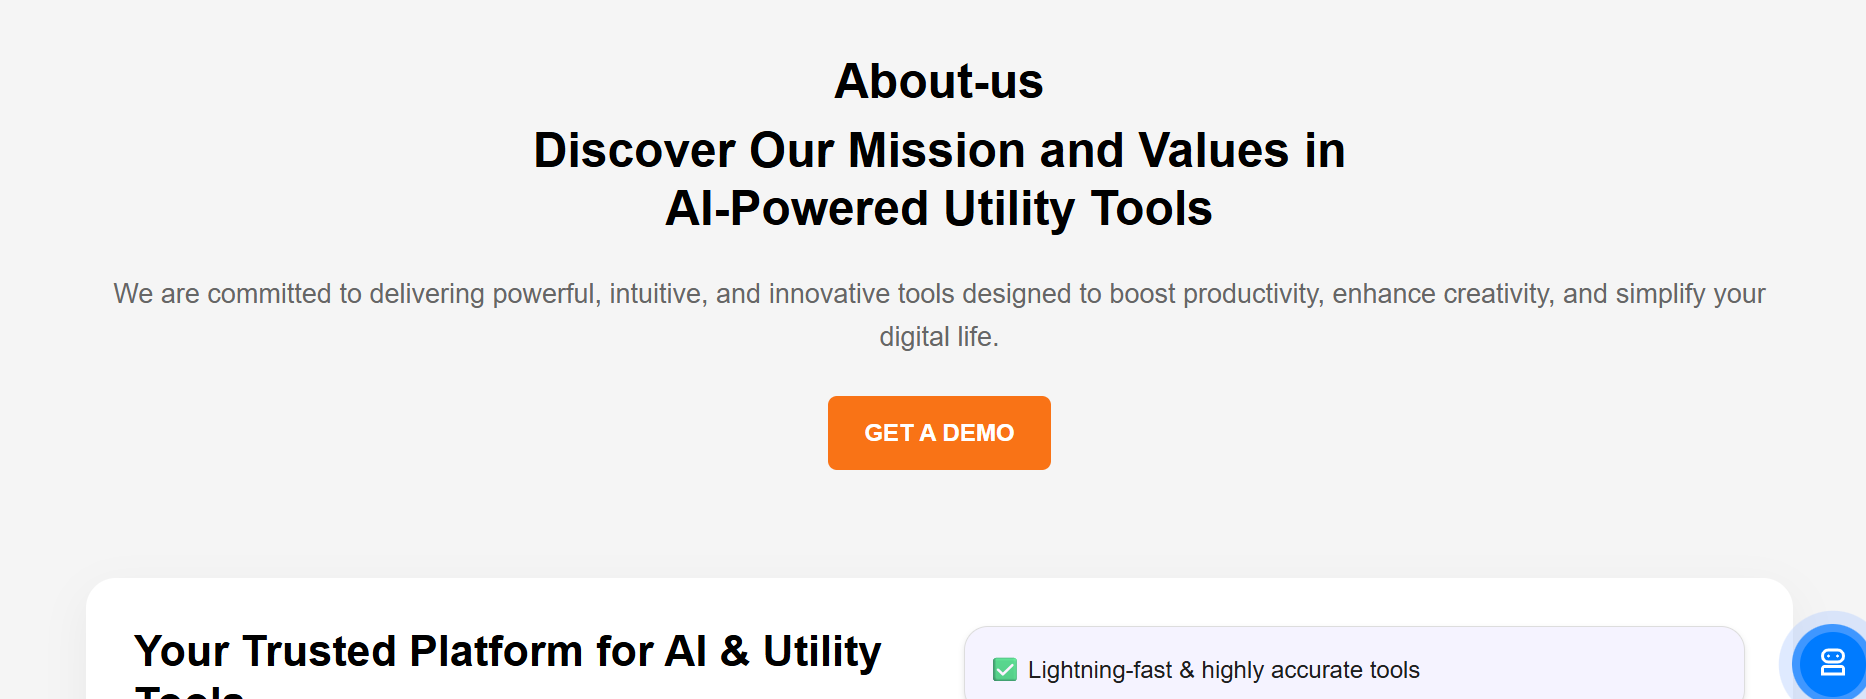 About-us
Discover Our Mission and Values in
AI-Powered Utility Tools
We are committed to delivering powerful, intuitive, and innovative tools designed to boost productivity, enhance creativity, and simplify your
digital life.
GET A DEMO
Your Trusted Platform for AI & Utility
Tools
✅ Lightning-fast & highly accurate tools